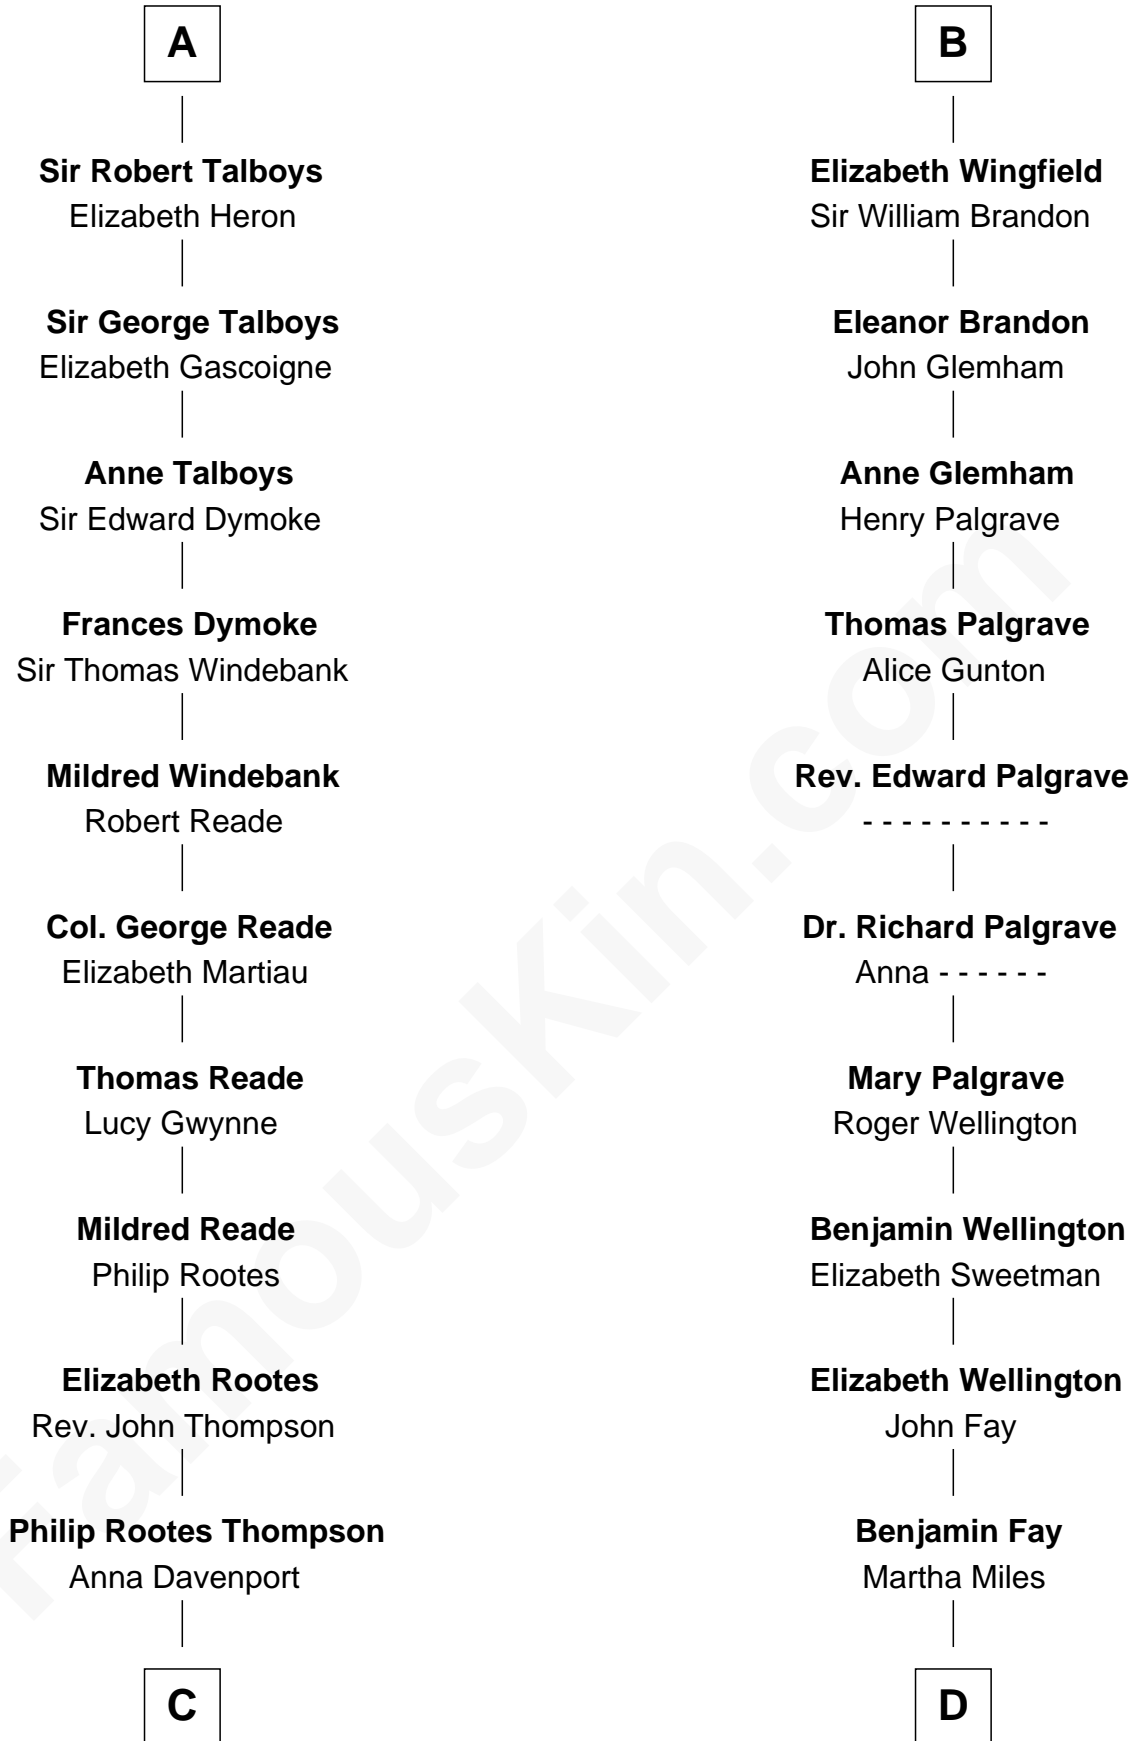 A
Sir Robert Talboys
Elizabeth Heron
Sir George Talboys
Elizabeth Gascoigne
Anne Talboys
Sir Edward Dymoke
Frances Dymoke
Sir Thomas Windebank
Mildred Windebank
Robert Reade
Col. George Reade
Elizabeth Martiau
Thomas Reade
Lucy Gwynne
Mildred Reade
Philip Rootes
Elizabeth Rootes
Rev. John Thompson
Philip Rootes Thompson
Anna Davenport
C
B
Elizabeth Wingfield
Sir William Brandon
Eleanor Brandon
John Glemham
Anne Glemham
Henry Palgrave
Thomas Palgrave
Alice Gunton
Rev. Edward Palgrave
- - - - - - - - - -
Dr. Richard Palgrave
Anna - - - - - -
Mary Palgrave
Roger Wellington
Benjamin Wellington
Elizabeth Sweetman
Elizabeth Wellington
John Fay
Benjamin Fay
Martha Miles
D
FamousKin.com